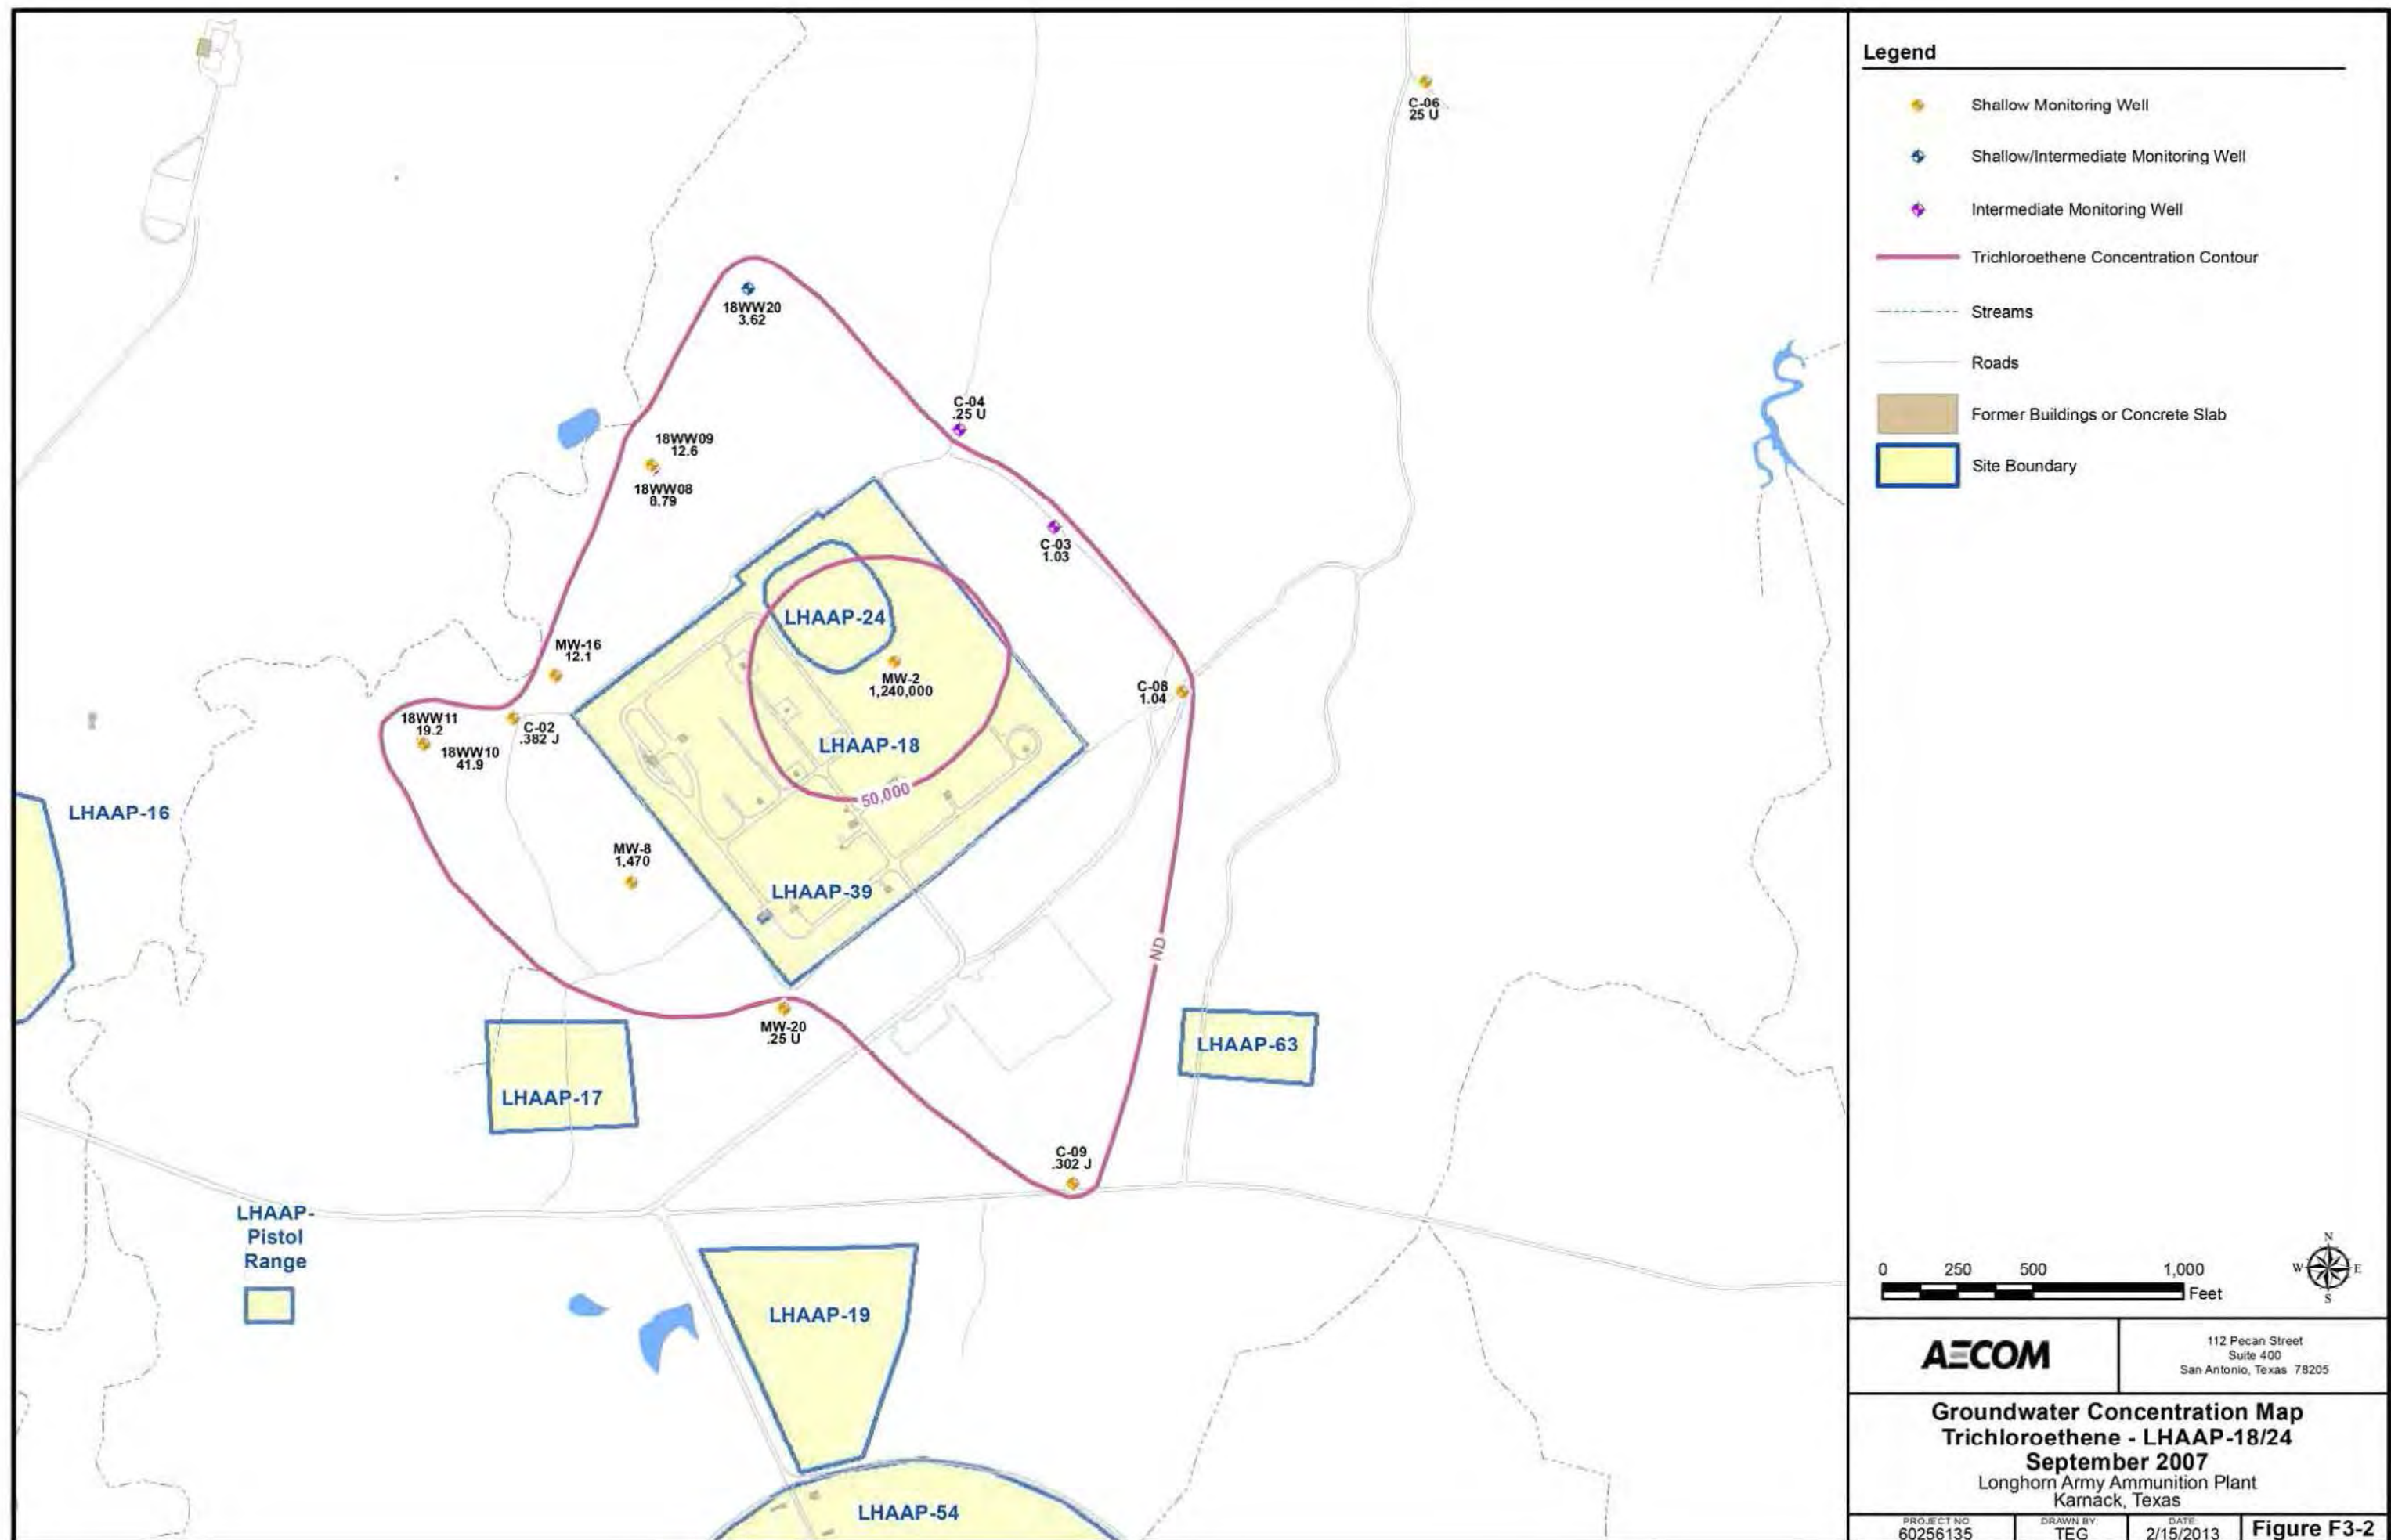 C-06
25 U
18WW20
3.62
C-04
.25 U
18WW09
12.6
18WW08
8.79
C-03
1.03
LHAAP-24
MW-16
12.1
MW-2
1,240,000
C-08
1.04
18WW11
19.2
C-02
.382 J
18WW10
41.9
LHAAP-18
50,000
LHAAP-16
MW-8
1,470
LHAAP-39
ND
MW-20
.25 U
LHAAP-63
LHAAP-17
C-09
.302 J
LHAAP-
Pistol
Range
LHAAP-19
LHAAP-54
Legend
Shallow Monitoring Well
Shallow/Intermediate Monitoring Well
Intermediate Monitoring Well
Trichloroethene Concentration Contour
Streams
Roads
Former Buildings or Concrete Slab
Site Boundary
0 250 500 1,000
Feet
N
W E
S
AECOM
112 Pecan Street
Suite 400
San Antonio, Texas 78205
Groundwater Concentration Map
Trichloroethene - LHAAP-18/24
September 2007
Longhorn Army Ammunition Plant
Karnack, Texas
PROJECT NO.
60256135
DRAWN BY:
TEG
DATE:
2/15/2013
Figure F3-2